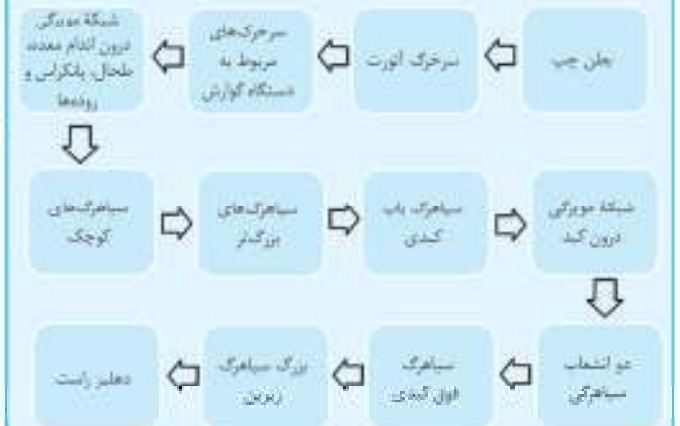 بطن چپ
سرخرگ آئورت
سرخرگ‌های
مربوط به
دستگاه گوارش
شبکهٔ مویرگی
درون اندام معده،
طحال، پانکراس و
روده‌ها
سیاهرگ‌های
کوچک
سیاهرگ‌های
بزرگ‌تر
سیاهرگ باب
کبدی
شبکهٔ مویرگی
درون کبد
دو انشعاب
سیاهرگی
سیاهرگ
فوق کبدی
بزرگ سیاهرگ
زیرین
دهلیز راست